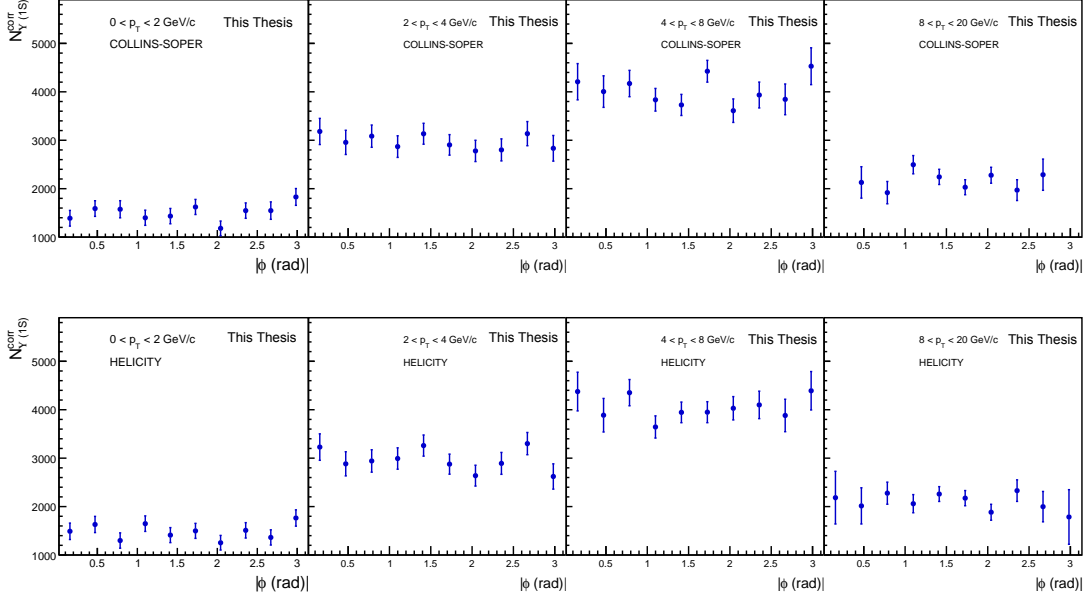 N^corr_Υ(1S)
0 < p_T < 2 GeV/c This Thesis
COLLINS-SOPER
2 < p_T < 4 GeV/c This Thesis
COLLINS-SOPER
4 < p_T < 8 GeV/c This Thesis
COLLINS-SOPER
8 < p_T < 20 GeV/c This Thesis
COLLINS-SOPER
5000
4000
3000
2000
1000
0.5 1 1.5 2 2.5 3 0.5 1 1.5 2 2.5 3 0.5 1 1.5 2 2.5 3 0.5 1 1.5 2 2.5 3
|ϕ (rad)| |ϕ (rad)| |ϕ (rad)| |ϕ (rad)|
N^corr_Υ(1S)
0 < p_T < 2 GeV/c This Thesis
HELICITY
2 < p_T < 4 GeV/c This Thesis
HELICITY
4 < p_T < 8 GeV/c This Thesis
HELICITY
8 < p_T < 20 GeV/c This Thesis
HELICITY
5000
4000
3000
2000
1000
0.5 1 1.5 2 2.5 3 0.5 1 1.5 2 2.5 3 0.5 1 1.5 2 2.5 3 0.5 1 1.5 2 2.5 3
|ϕ (rad)| |ϕ (rad)| |ϕ (rad)| |ϕ (rad)|